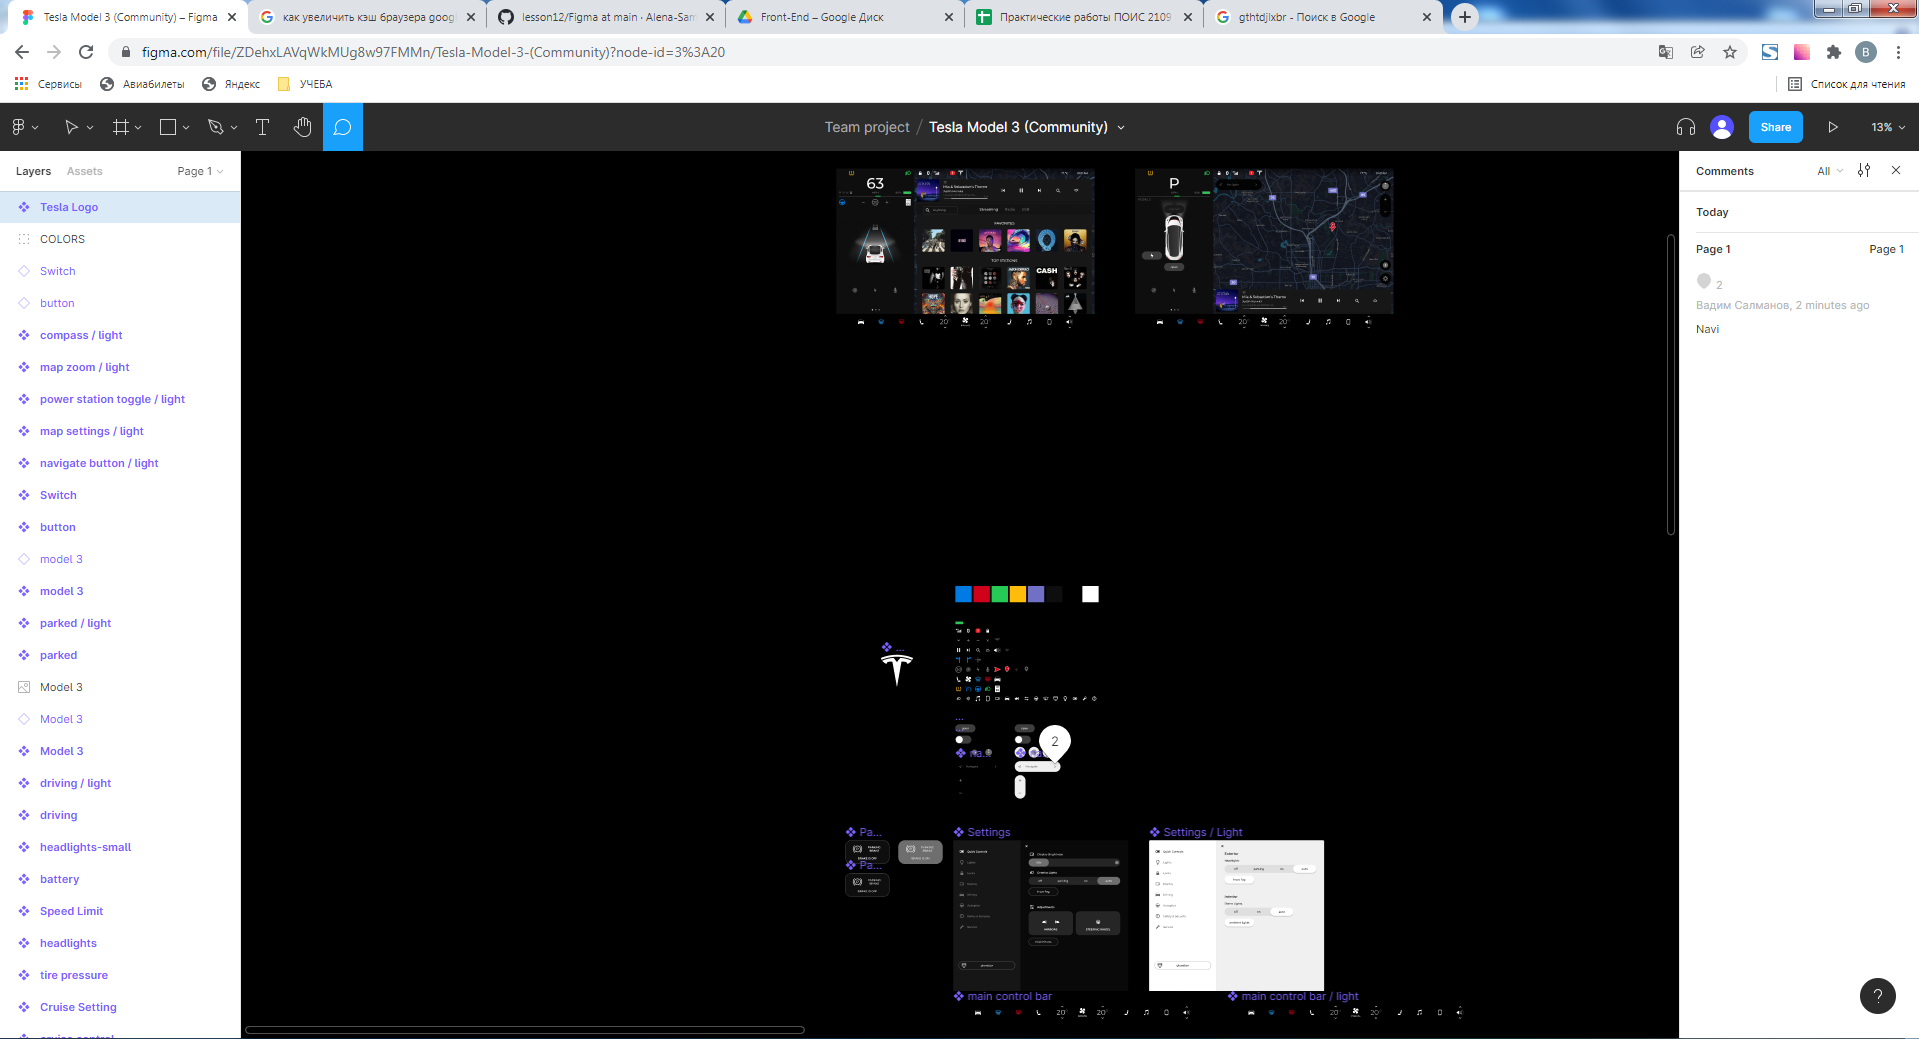 Tesla Model 3 (Community) – Figma
как увеличить кэш браузера goog
lesson12/Figma at main · Alena-Sam
Front-End – Google Диск
Практические работы ПОИС 2109
gthtdjlxbr - Поиск в Google
figma.com/file/ZDehxLAVqWkMUg8w97FMMn/Tesla-Model-3-(Community)?node-id=3%3A20
B
Сервисы
Авиабилеты
Яндекс
УЧЕБА
Список для чтения
Team project / Tesla Model 3 (Community)
Share
13%
Layers
Assets
Page 1
Tesla Logo
COLORS
Switch
button
compass / light
map zoom / light
power station toggle / light
map settings / light
navigate button / light
Switch
button
model 3
model 3
parked / light
parked
Model 3
Model 3
Model 3
driving / light
driving
headlights-small
battery
Speed Limit
headlights
tire pressure
Cruise Setting
cruise control
63
P
FAVORITES
TOP STATIONS
CASH
2
Pa...
Pa...
Settings
Settings / Light
main control bar
main control bar / light
Comments
All
Today
Page 1
Page 1
2
Вадим Салманов, 2 minutes ago
Navi
?